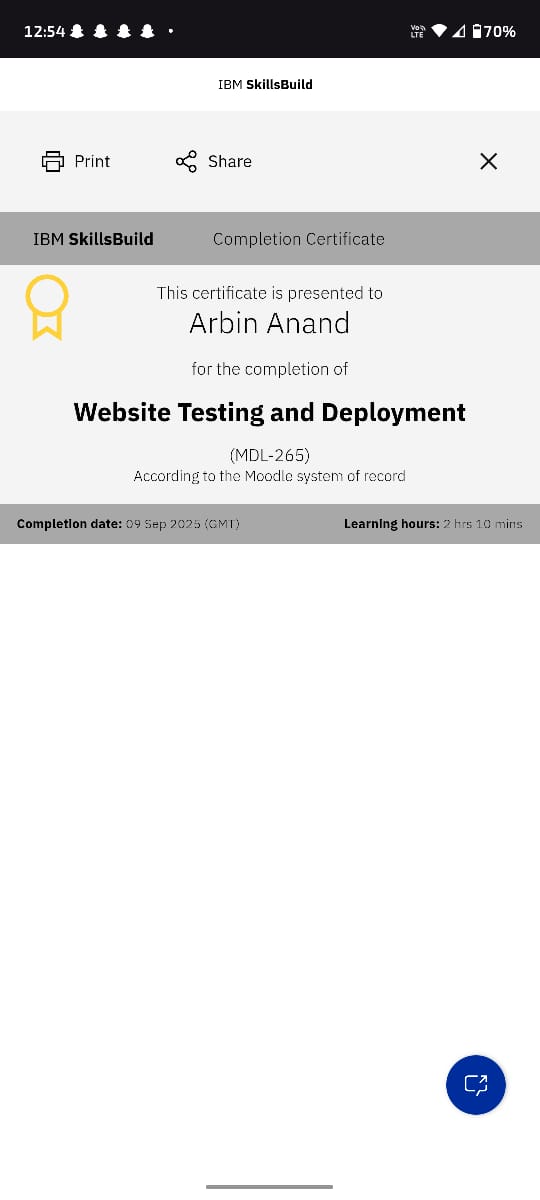 12:54
Vo)) LTE 70%
IBM SkillsBuild
Print Share
IBM SkillsBuild Completion Certificate
This certificate is presented to
Arbin Anand
for the completion of
Website Testing and Deployment
(MDL-265)
According to the Moodle system of record
Completion date: 09 Sep 2025 (GMT) Learning hours: 2 hrs 10 mins